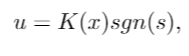 u = K(x)sgn(s),